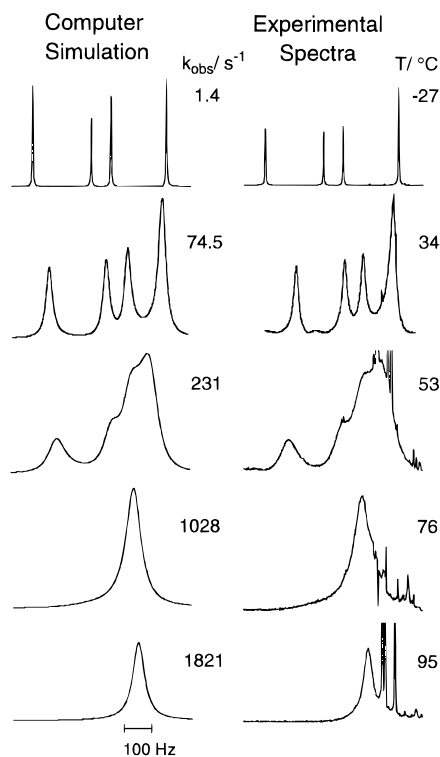 Computer Simulation
Experimental Spectra
k_obs/ s⁻¹
T/ °C
1.4
-27
74.5
34
231
53
1028
76
1821
95
100 Hz